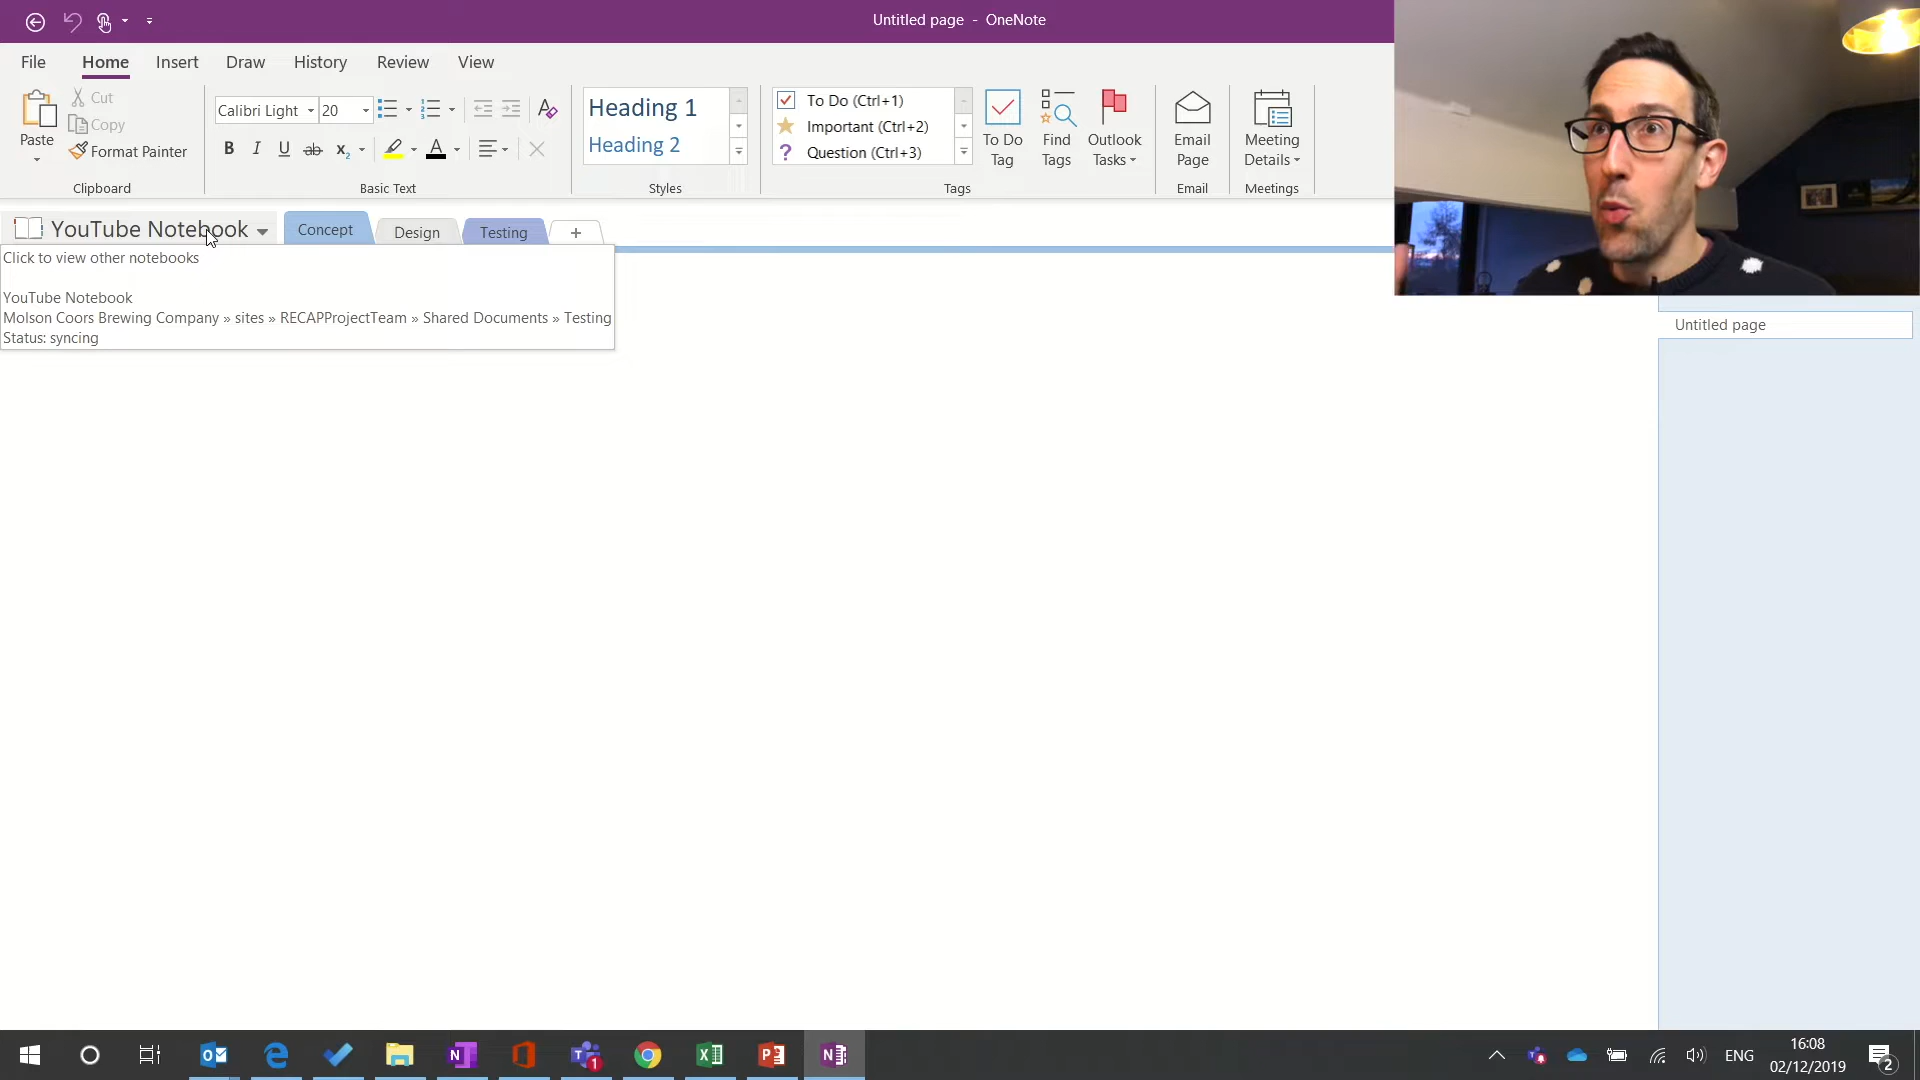 Untitled page - OneNote
File Home Insert Draw History Review View
Paste
Cut
Copy
Format Painter
Clipboard
Calibri Light 20
B I U ab x₂ A
Basic Text
Heading 1
Heading 2
Styles
To Do (Ctrl+1)
Important (Ctrl+2)
? Question (Ctrl+3)
Tags
To Do
Tag
Find
Tags
Outlook
Tasks
Email
Page
Email
Meeting
Details
Meetings
YouTube Notebook Concept Design Testing +
Click to view other notebooks
YouTube Notebook
Molson Coors Brewing Company » sites » RECAPProjectTeam » Shared Documents » Testing
Status: syncing
Untitled page
ENG
16:08
02/12/2019
2
1